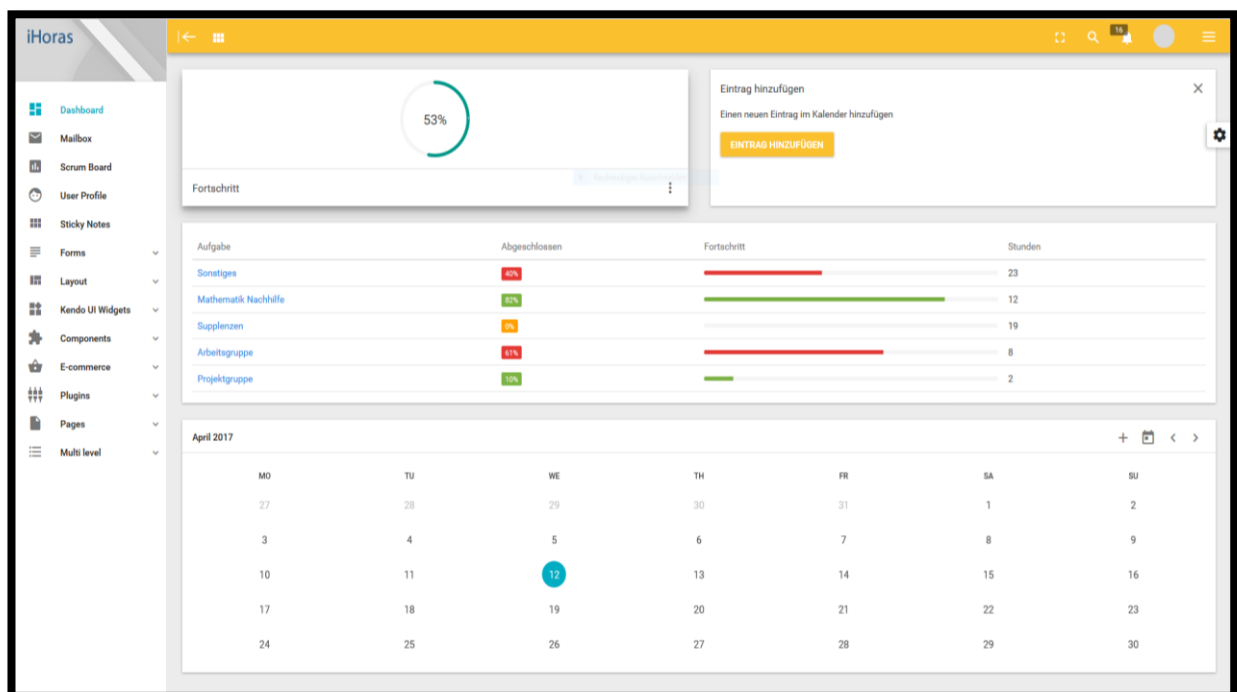 iHoras
16
Dashboard
Mailbox
Scrum Board
User Profile
Sticky Notes
Forms
Layout
Kendo UI Widgets
Components
E-commerce
Plugins
Pages
Multi level
53%
Fortschritt
Eintrag hinzufügen
Einen neuen Eintrag im Kalender hinzufügen
EINTRAG HINZUFÜGEN
Aufgabe Abgeschlossen Fortschritt Stunden
Sonstiges 40% 23
Mathematik Nachhilfe 82% 12
Supplenzen 0% 19
Arbeitsgruppe 61% 8
Projektgruppe 10% 2
April 2017
MO TU WE TH FR SA SU
27 28 29 30 31 1 2
3 4 5 6 7 8 9
10 11 12 13 14 15 16
17 18 19 20 21 22 23
24 25 26 27 28 29 30